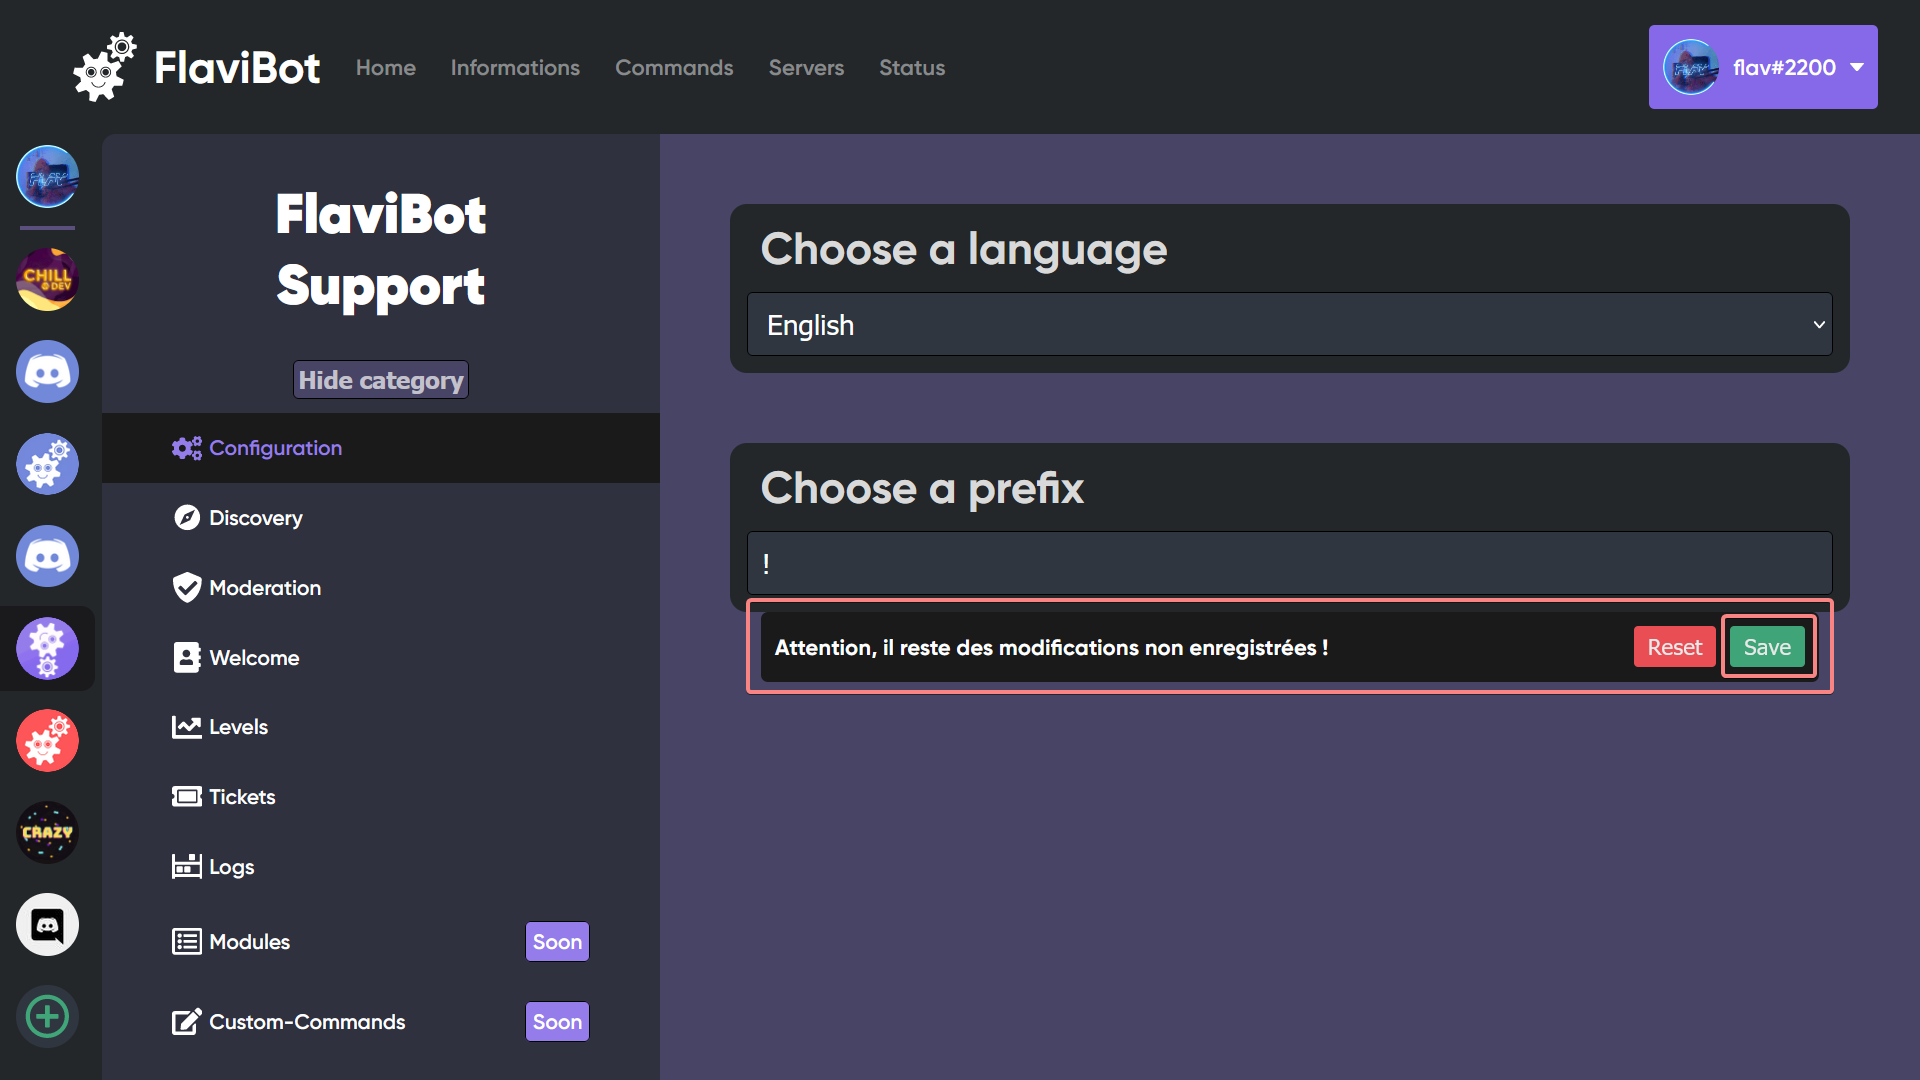 FlaviBot
Home
Informations
Commands
Servers
Status
flav#2200
FLAV
CHILL
DEV
CRAZY
FlaviBot
Support
Hide category
Configuration
Discovery
Moderation
Welcome
Levels
Tickets
Logs
Modules
Soon
Custom-Commands
Soon
Choose a language
English
Choose a prefix
!
Attention, il reste des modifications non enregistrées !
Reset
Save